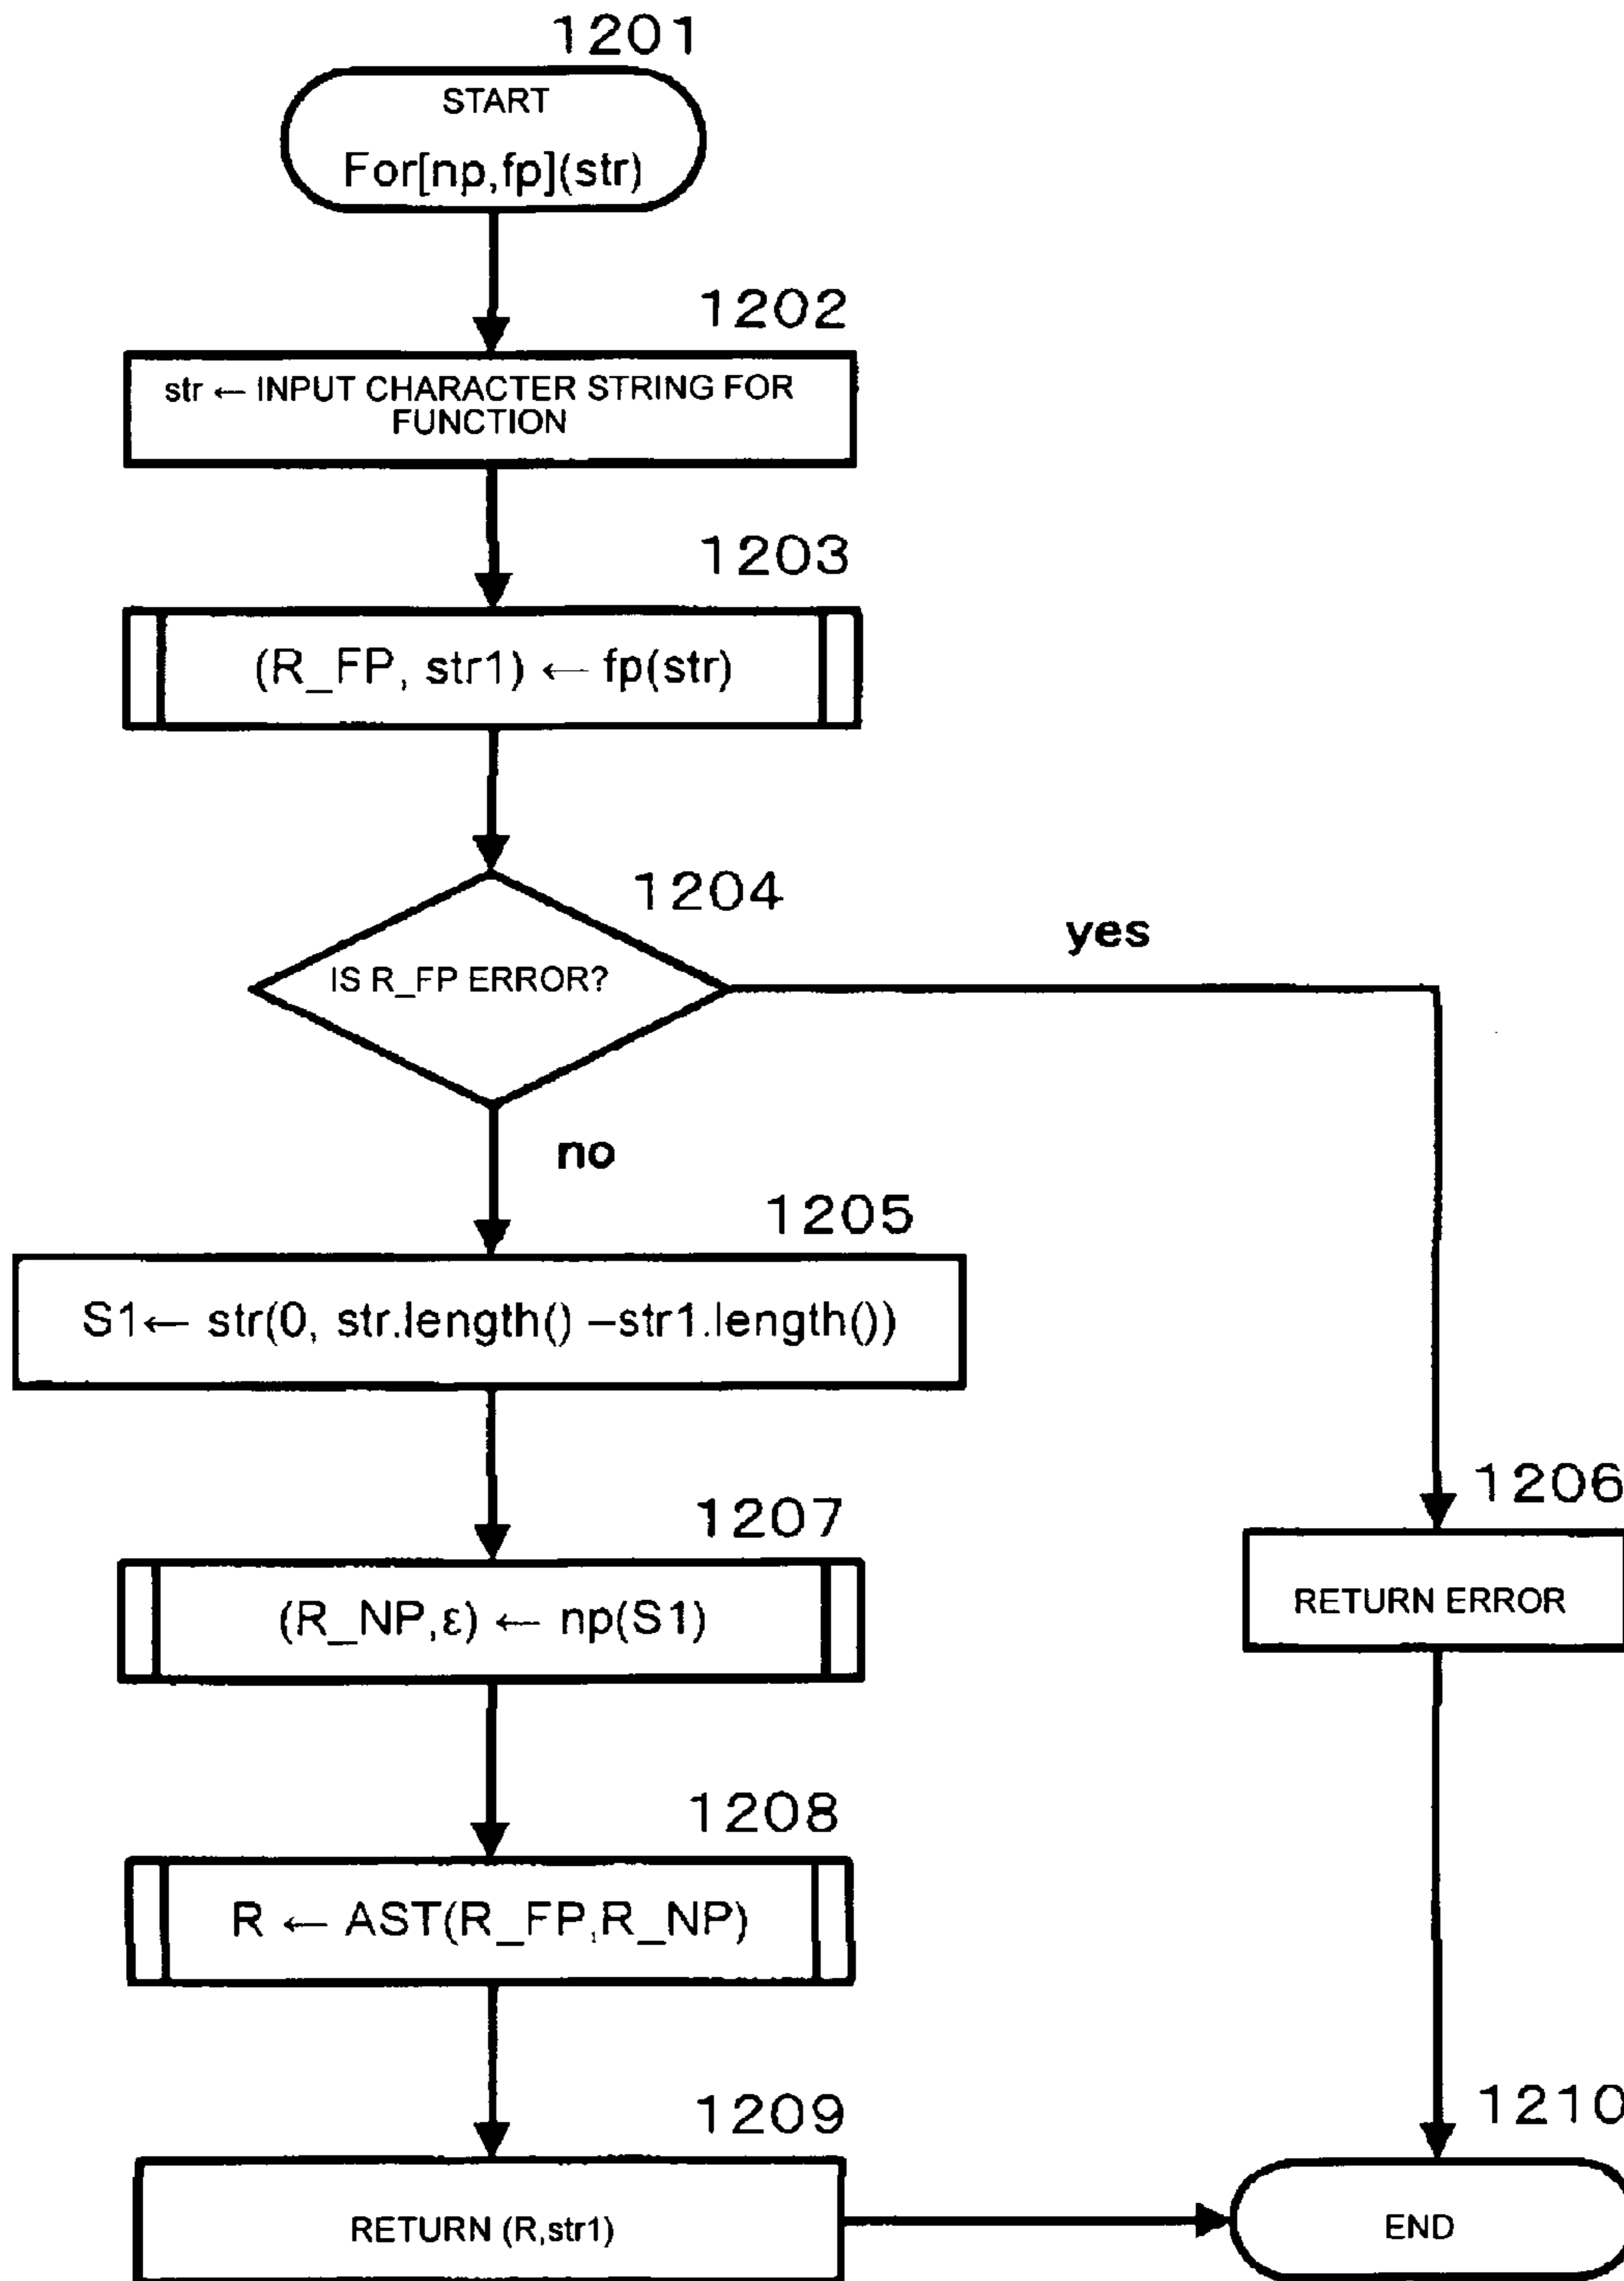 1201
START
For[np,fp](str)
1202
str ← INPUT CHARACTER STRING FOR
FUNCTION
1203
(R_FP, str1) ← fp(str)
1204
IS R_FP ERROR?
yes
no
1205
S1← str(0, str.length() –str1.length())
1206
RETURN ERROR
1207
(R_NP,ε) ← np(S1)
1208
R ← AST(R_FP,R_NP)
1209
RETURN (R,str1)
1210
END